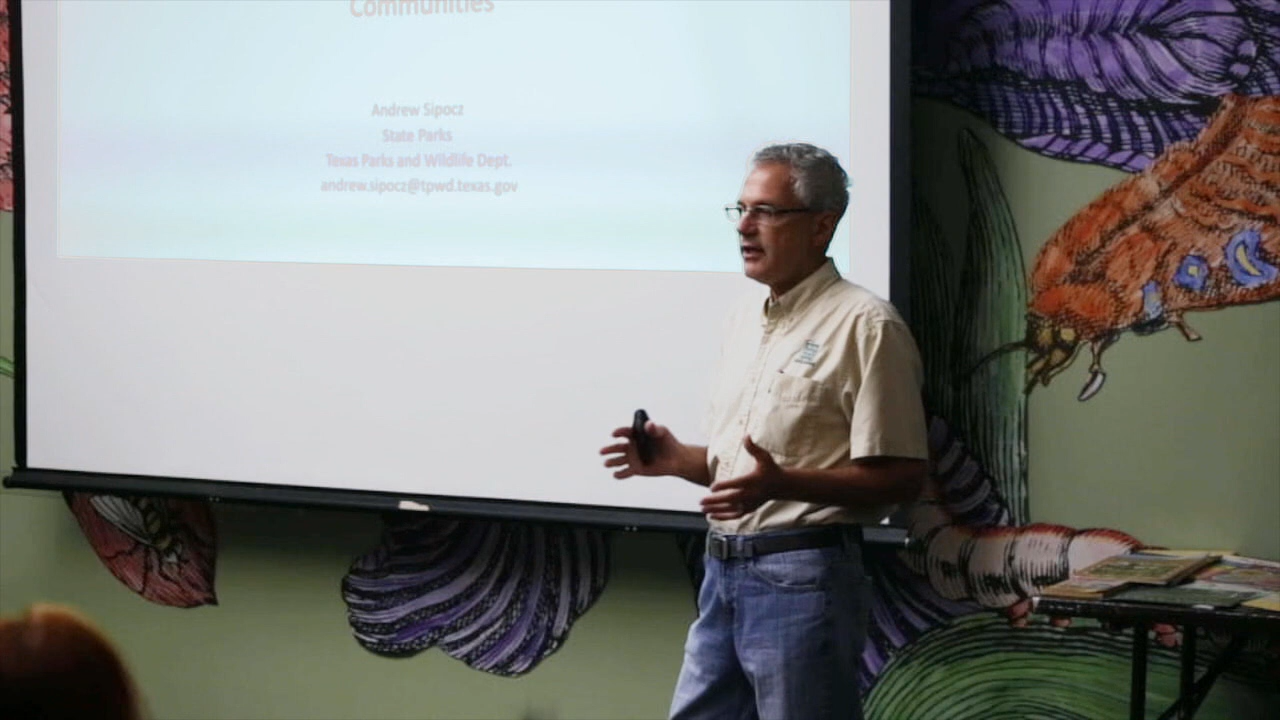 Communities
Andrew Sipocz
State Parks
Texas Parks and Wildlife Dept.
andrew.sipocz@tpwd.texas.gov